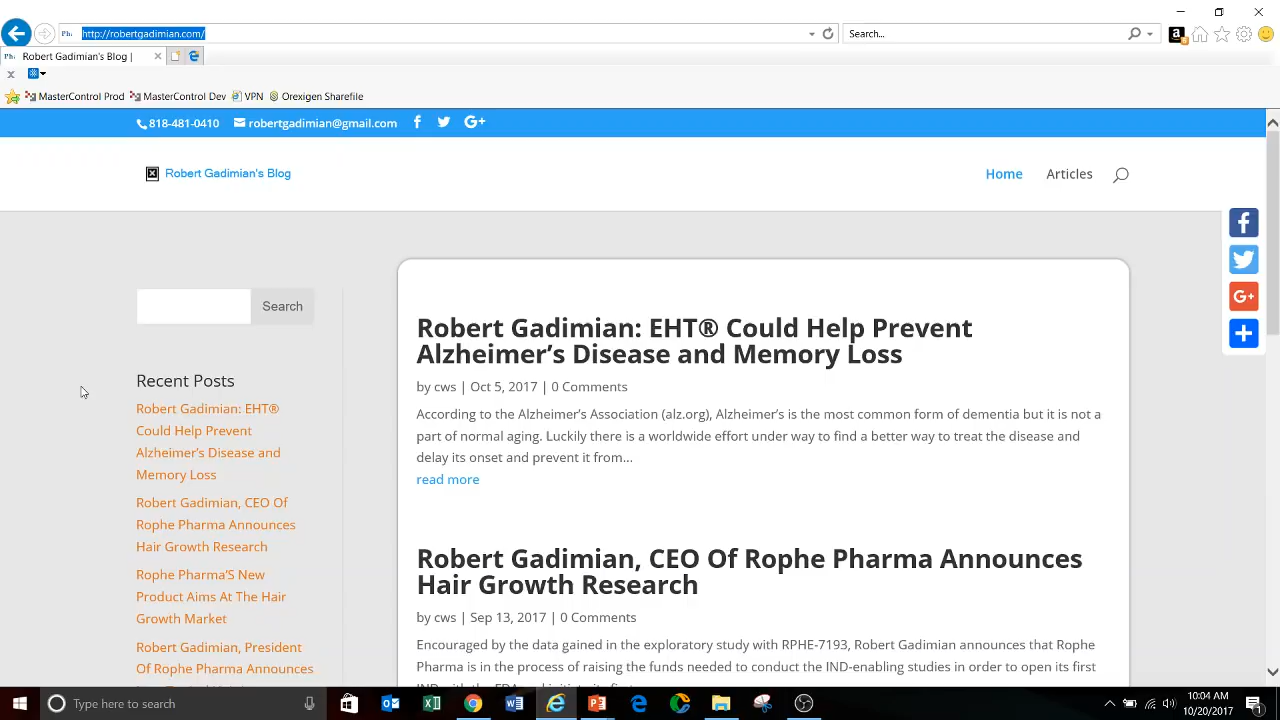 http://robertgadimian.com/
Search...
Robert Gadimian's Blog |
MasterControl Prod MasterControl Dev VPN Orexigen Sharefile
818-481-0410 robertgadimian@gmail.com
Robert Gadimian's Blog
Home Articles
Search
Recent Posts
Robert Gadimian: EHT®
Could Help Prevent
Alzheimer's Disease and
Memory Loss
Robert Gadimian, CEO Of
Rophe Pharma Announces
Hair Growth Research
Rophe Pharma'S New
Product Aims At The Hair
Growth Market
Robert Gadimian, President
Of Rophe Pharma Announces
Robert Gadimian: EHT® Could Help Prevent
Alzheimer's Disease and Memory Loss
by cws | Oct 5, 2017 | 0 Comments
According to the Alzheimer's Association (alz.org), Alzheimer's is the most common form of dementia but it is not a
part of normal aging. Luckily there is a worldwide effort under way to find a better way to treat the disease and
delay its onset and prevent it from...
read more
Robert Gadimian, CEO Of Rophe Pharma Announces
Hair Growth Research
by cws | Sep 13, 2017 | 0 Comments
Encouraged by the data gained in the exploratory study with RPHE-7193, Robert Gadimian announces that Rophe
Pharma is in the process of raising the funds needed to conduct the IND-enabling studies in order to open its first
Type here to search
10:04 AM
10/20/2017